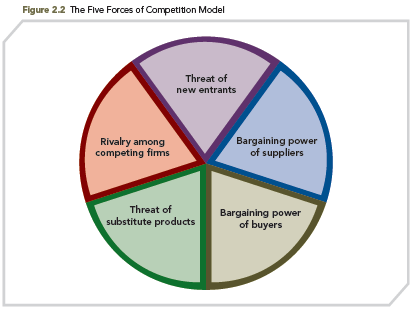 Figure 2.2 The Five Forces of Competition Model
Threat of
new entrants
Rivalry among
competing firms
Bargaining power
of suppliers
Threat of
substitute products
Bargaining power
of buyers